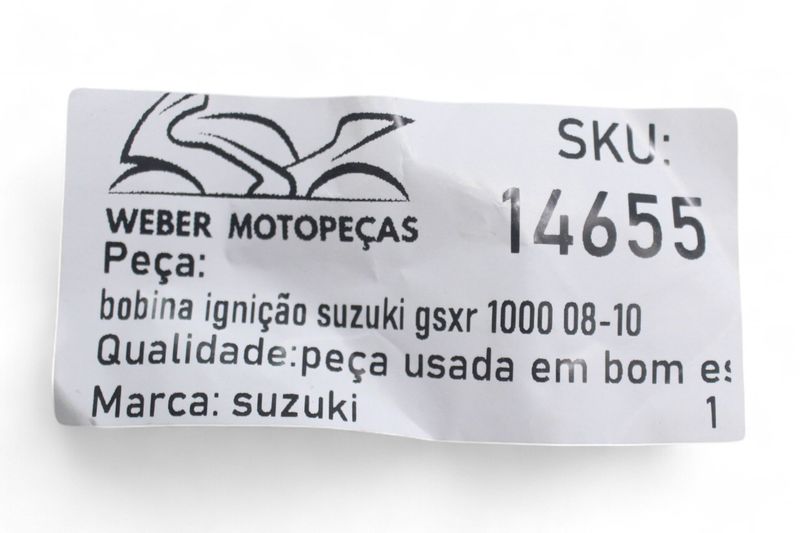 WEBER MOTOPEÇAS
SKU:
14655
Peça:
bobina ignição suzuki gsxr 1000 08-10
Qualidade:peça usada em bom es
Marca: suzuki
1